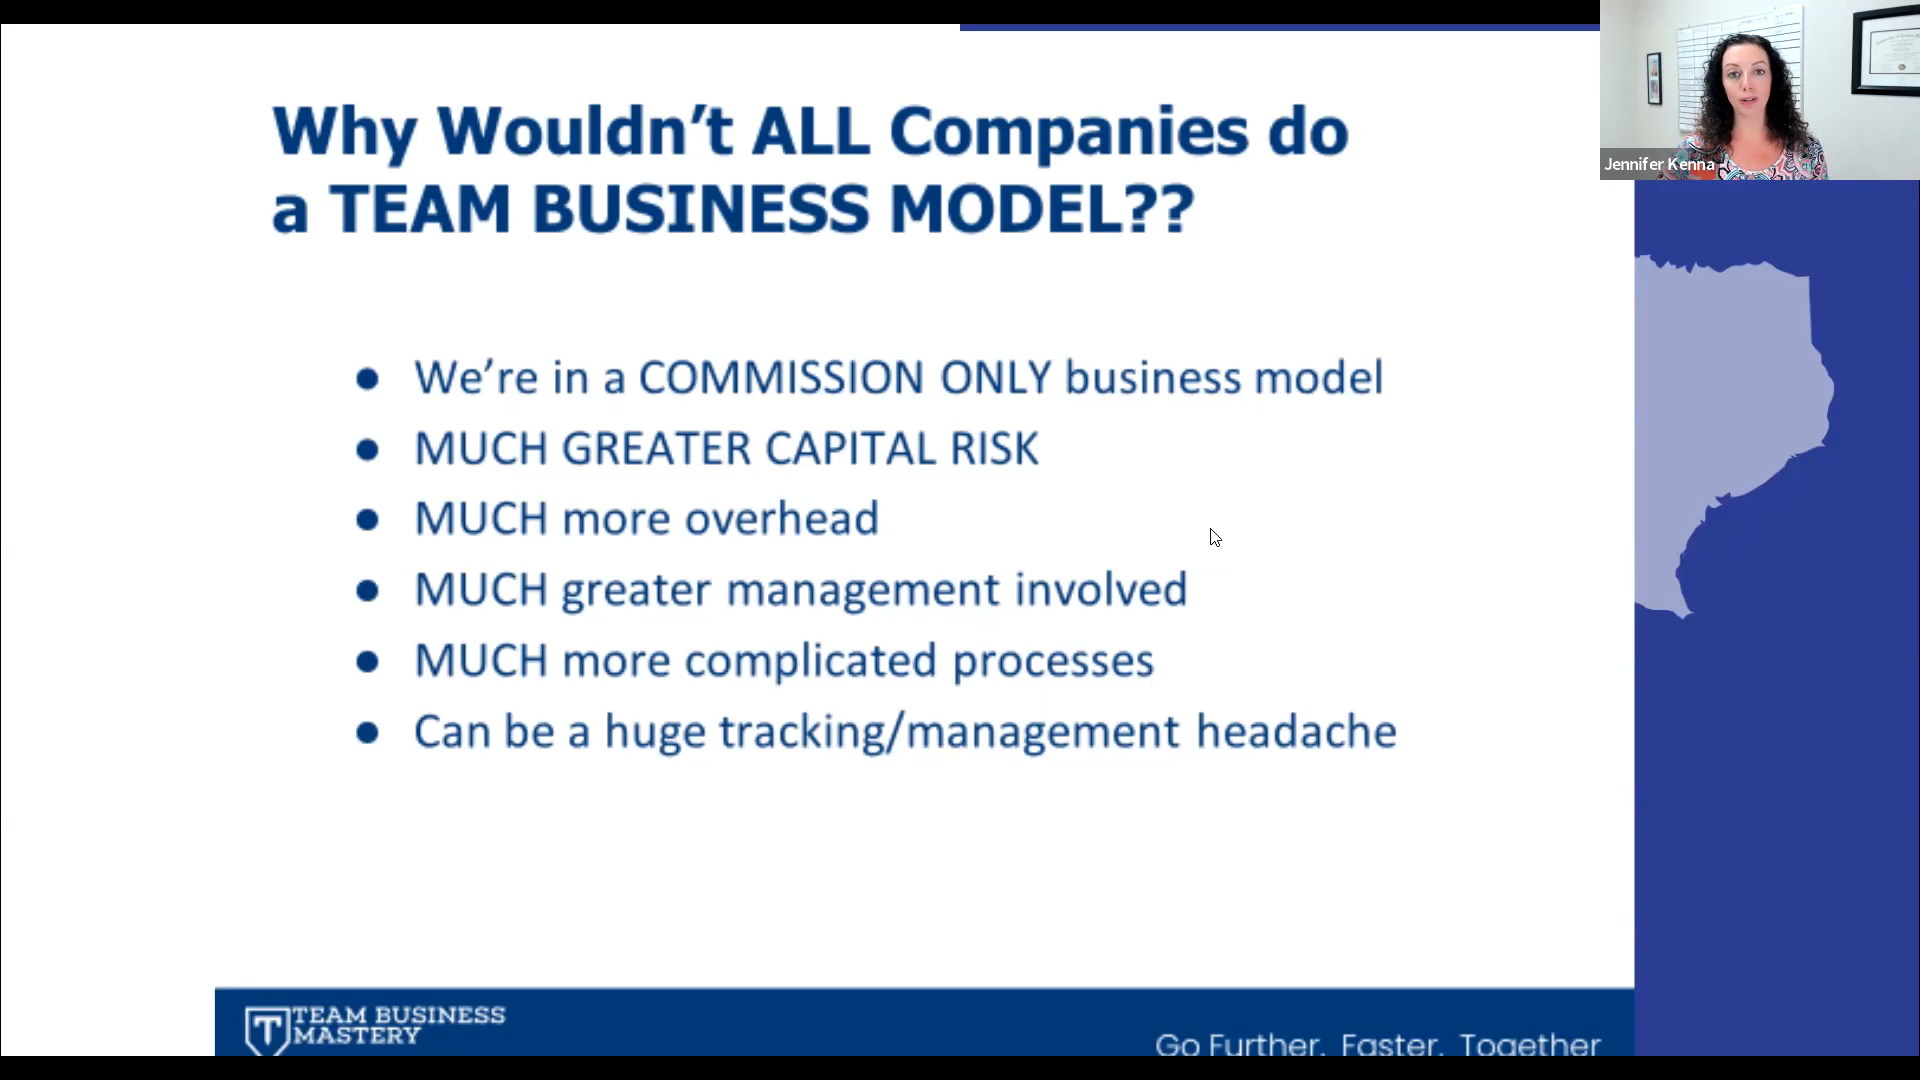 Why Wouldn’t ALL Companies do
a TEAM BUSINESS MODEL??
Jennifer Kenna
● We’re in a COMMISSION ONLY business model
● MUCH GREATER CAPITAL RISK
● MUCH more overhead
● MUCH greater management involved
● MUCH more complicated processes
● Can be a huge tracking/management headache
T TEAM BUSINESS
MASTERY
Go Further. Faster. Together